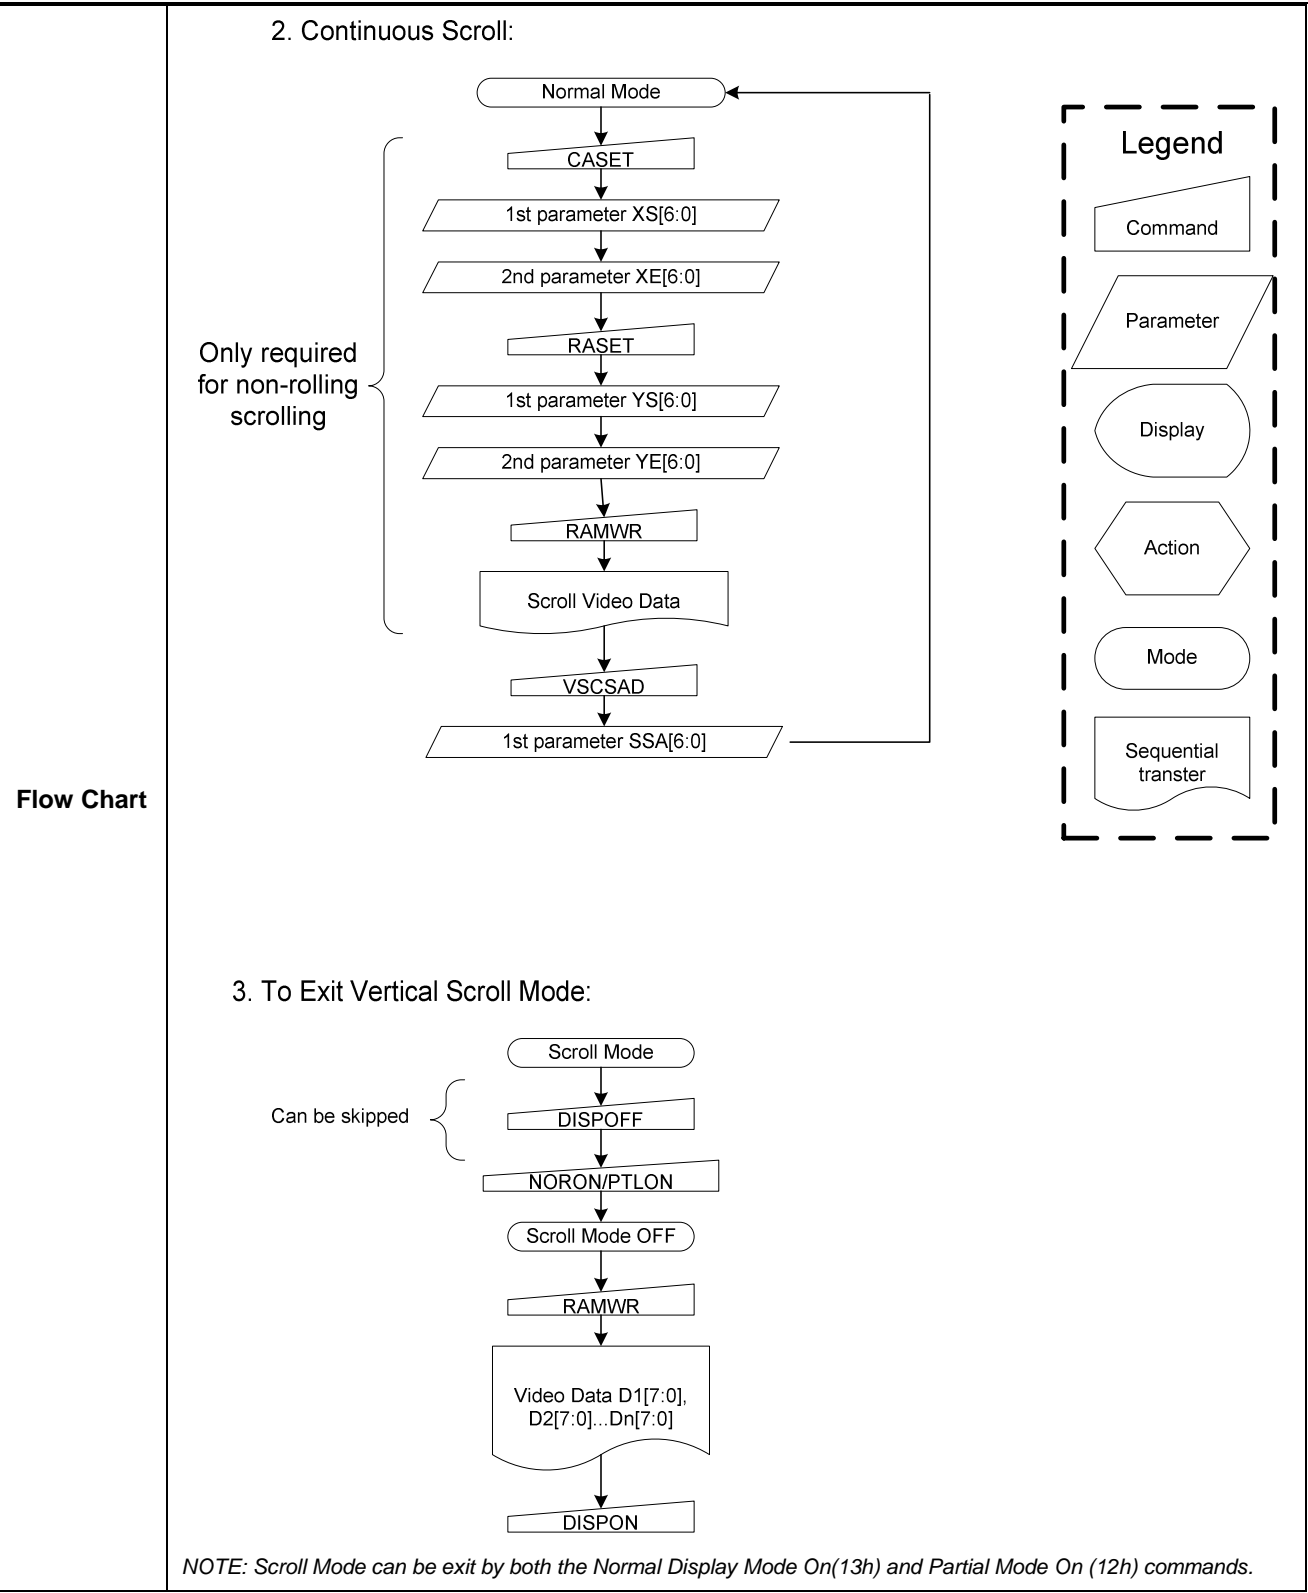 2. Continuous Scroll:
Normal Mode
CASET
1st parameter XS[6:0]
2nd parameter XE[6:0]
RASET
1st parameter YS[6:0]
2nd parameter YE[6:0]
RAMWR
Scroll Video Data
VSCSAD
1st parameter SSA[6:0]
Only required
for non-rolling
scrolling
Legend
Command
Parameter
Display
Action
Mode
Sequential
transter
Flow Chart
3. To Exit Vertical Scroll Mode:
Scroll Mode
Can be skipped
DISPOFF
NORON/PTLON
Scroll Mode OFF
RAMWR
Video Data D1[7:0],
D2[7:0]...Dn[7:0]
DISPON
NOTE: Scroll Mode can be exit by both the Normal Display Mode On(13h) and Partial Mode On (12h) commands.